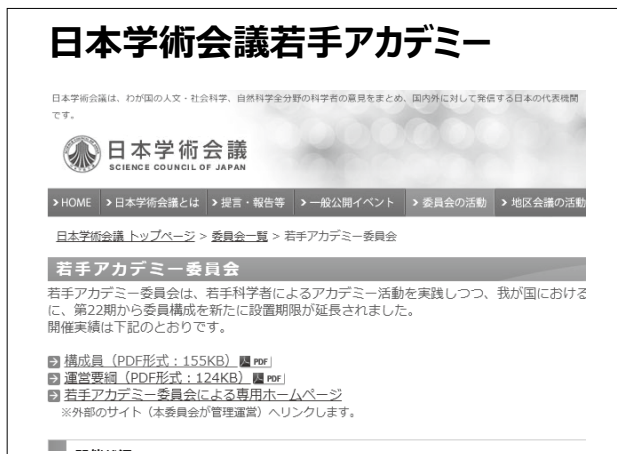 日本学術会議若手アカデミー
日本学術会議は、わが国の人文・社会科学、自然科学全分野の科学者の意見をまとめ、国内外に対して発信する日本の代表機関
です。
日本学術会議
SCIENCE COUNCIL OF JAPAN
HOME 日本学術会議とは 提言・報告等 一般公開イベント 委員会の活動 地区会議の活動
日本学術会議 トップページ > 委員会一覧 > 若手アカデミー委員会
若手アカデミー委員会
若手アカデミー委員会は、若手科学者によるアカデミー活動を実践しつつ、我が国における
に、第22期から委員構成を新たに設置期限が延長されました。
開催実績は下記のとおりです。
構成員（PDF形式：155KB） PDF
運営要綱（PDF形式：124KB） PDF
若手アカデミー委員会による専用ホームページ
※外部のサイト（本委員会が管理運営）へリンクします。